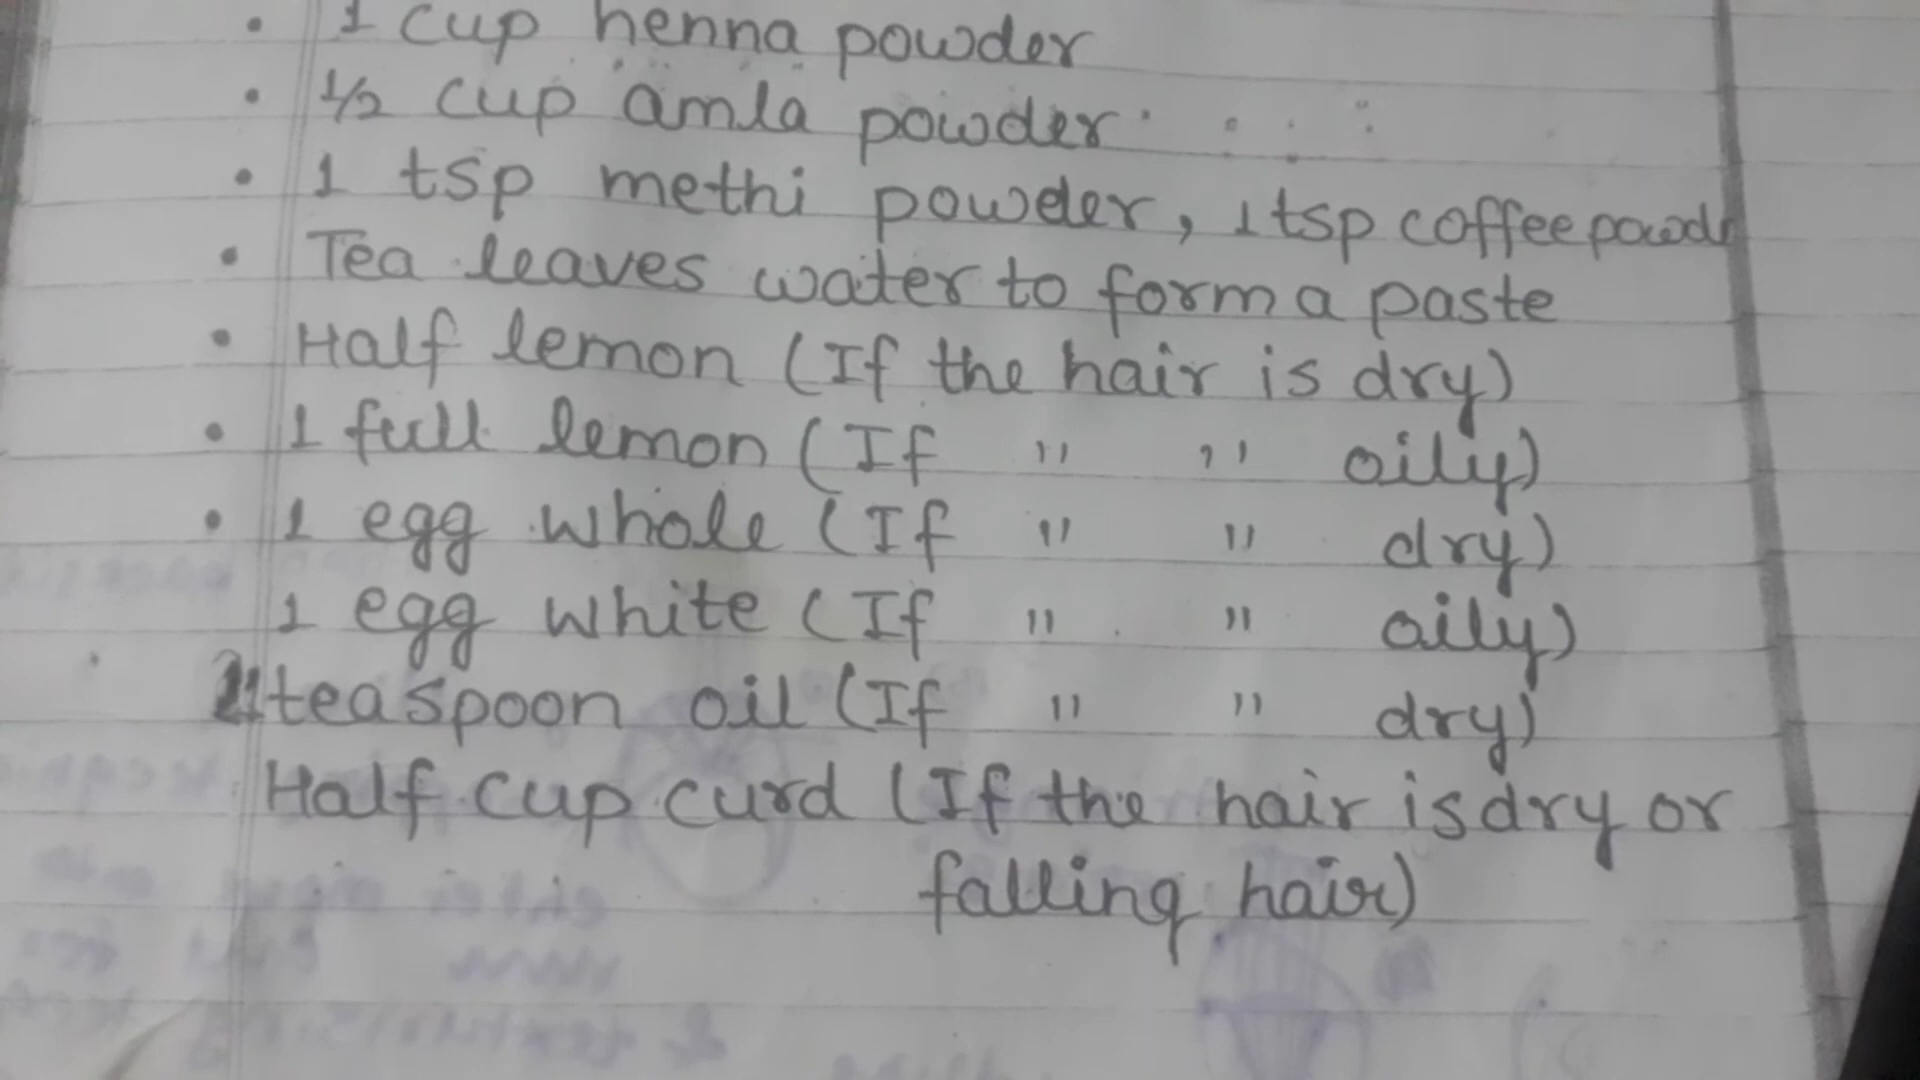 • 1 cup henna powder
• 1/2 cup amla powder
• 1 tsp methi powder, 1 tsp coffee powd
• Tea leaves water to form a paste
• Half lemon (If the hair is dry)
• 1 full lemon (If " " oily)
• 1 egg whole (If " " dry)
1 egg white (If " " oily)
teaspoon oil (If " " dry)
Half cup curd (If the hair is dry or
falling hair)